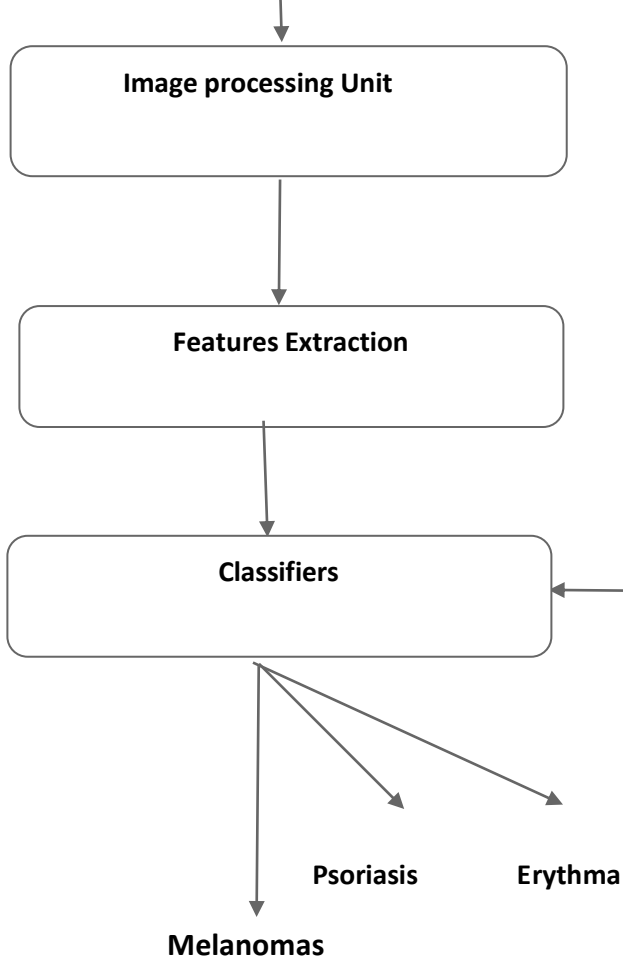 Image processing Unit
Features Extraction
Classifiers
Psoriasis Erythma
Melanomas